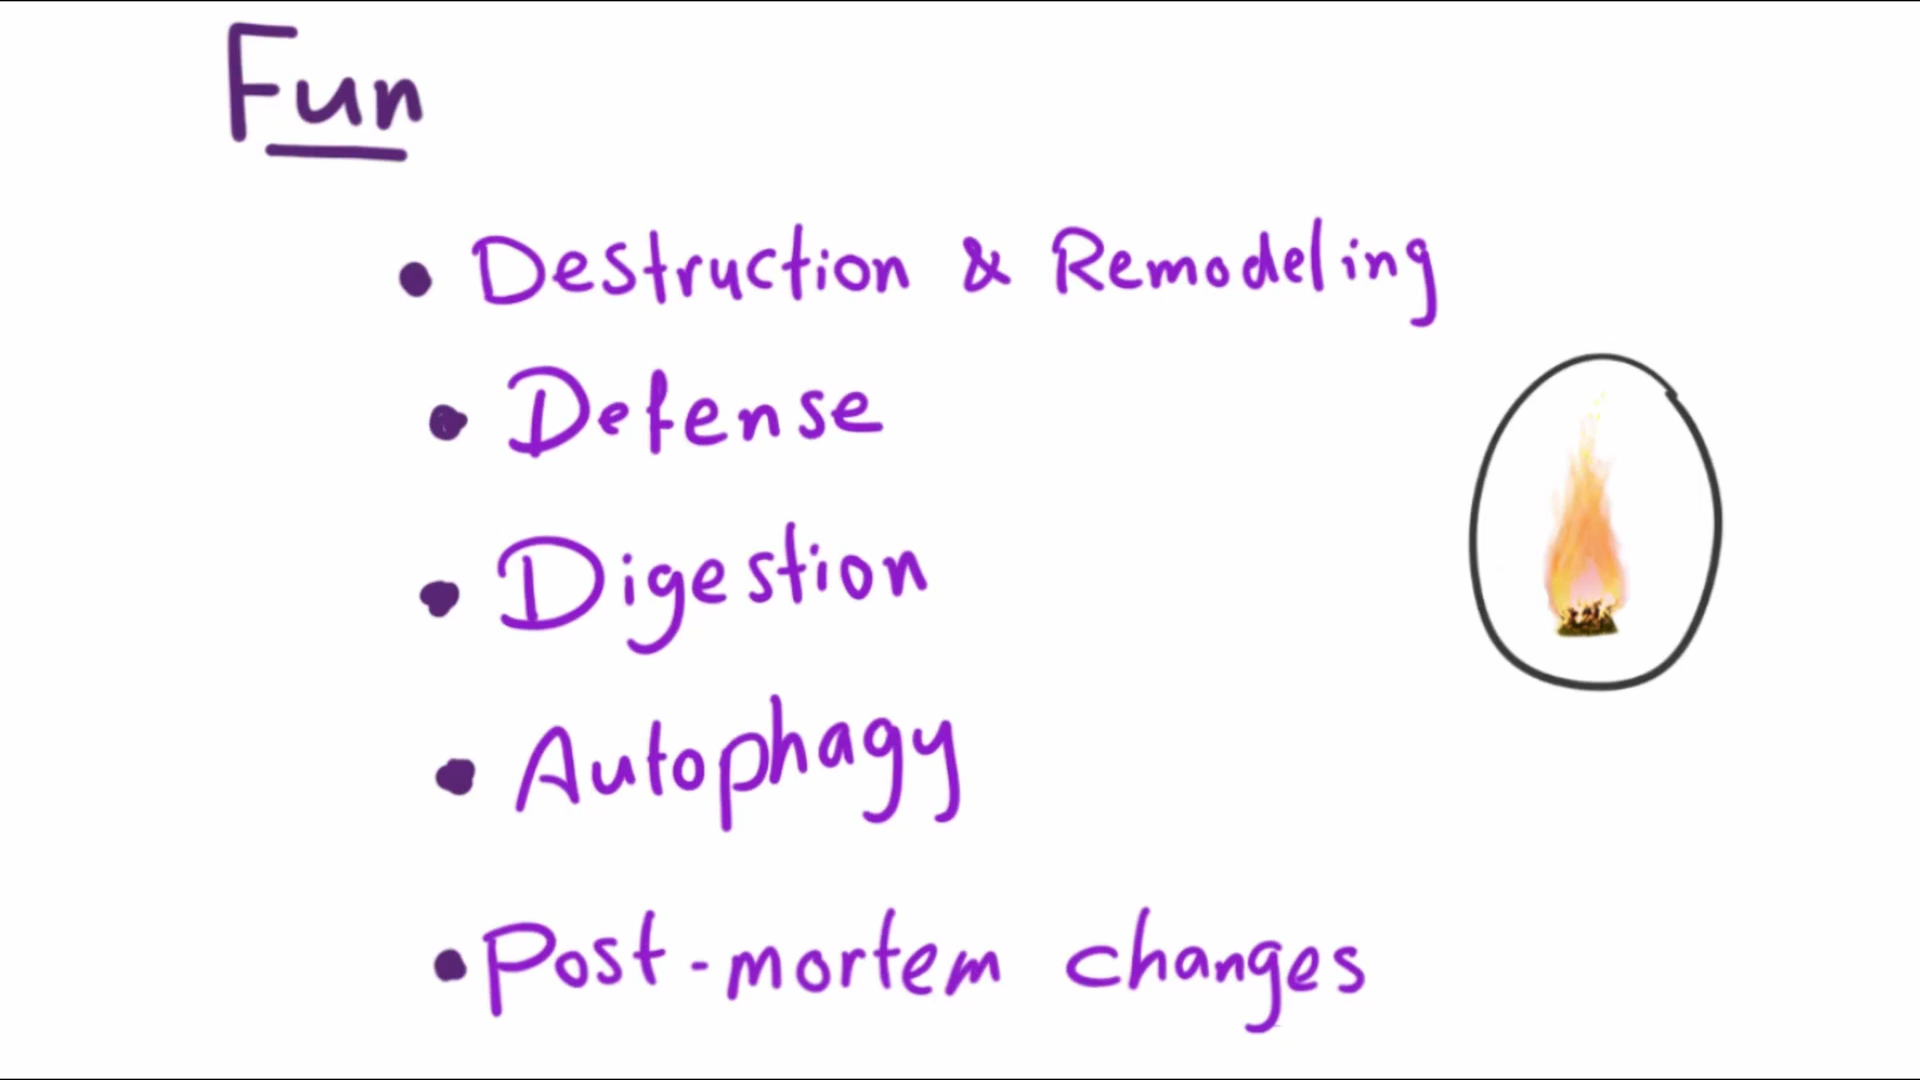 Fun
• Destruction & Remodeling
• Defense
• Digestion
• Autophagy
• Post-mortem changes